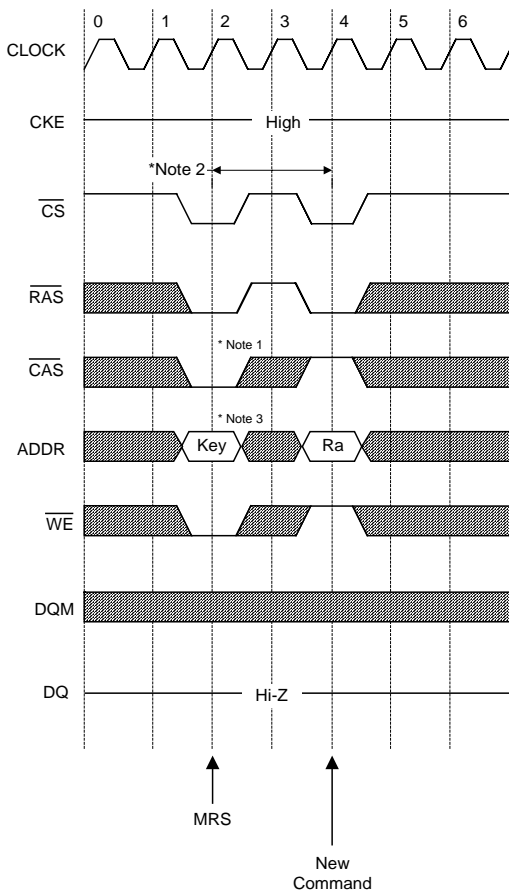 0 1 2 3 4 5 6
CLOCK
CKE
High
*Note 2
CS
RAS
* Note 1
CAS
* Note 3
ADDR
Key
Ra
WE
DQM
DQ
Hi-Z
MRS
New
Command